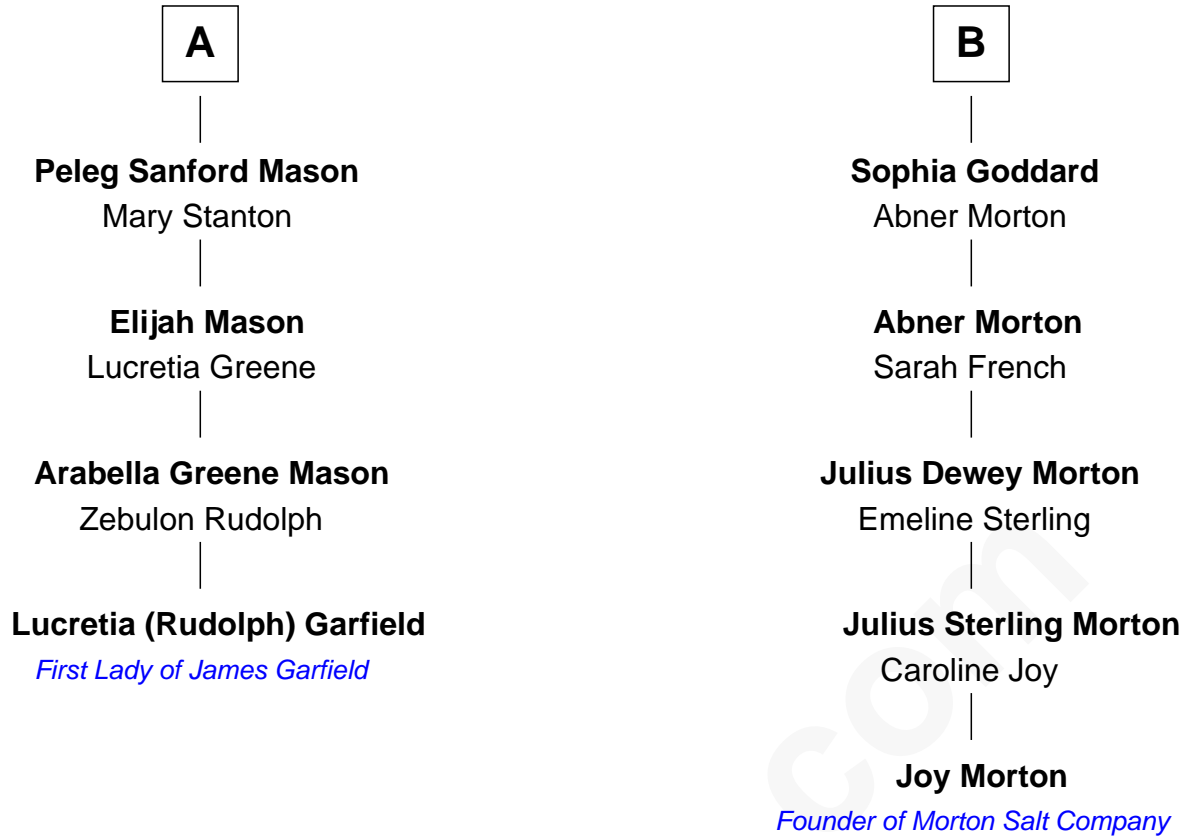 A
Peleg Sanford Mason
Mary Stanton
Elijah Mason
Lucretia Greene
Arabella Greene Mason
Zebulon Rudolph
Lucretia (Rudolph) Garfield
First Lady of James Garfield
B
Sophia Goddard
Abner Morton
Abner Morton
Sarah French
Julius Dewey Morton
Emeline Sterling
Julius Sterling Morton
Caroline Joy
Joy Morton
Founder of Morton Salt Company
com